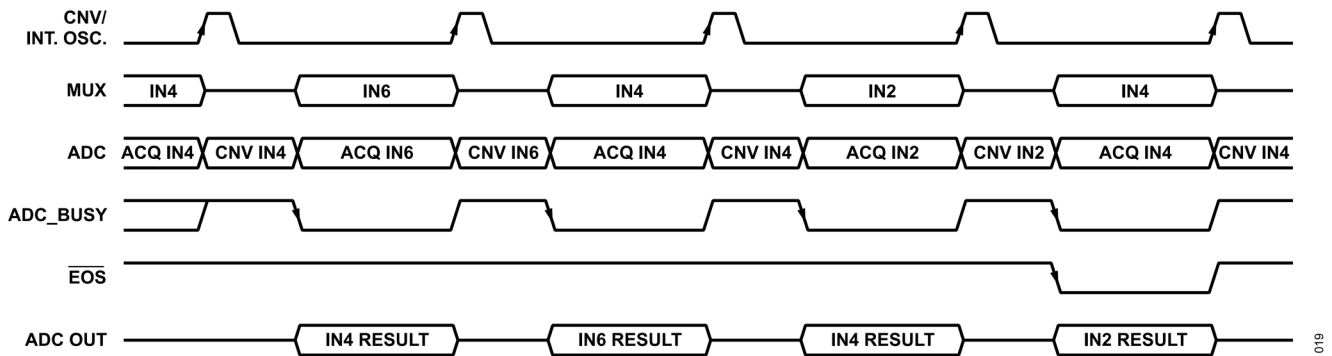 CNV/
INT. OSC.
MUX IN4 IN6 IN4 IN2 IN4
ADC ACQ IN4 CNV IN4 ACQ IN6 CNV IN6 ACQ IN4 CNV IN4 ACQ IN2 CNV IN2 ACQ IN4 CNV IN4
ADC_BUSY
EOS
ADC OUT IN4 RESULT IN6 RESULT IN4 RESULT IN2 RESULT
019